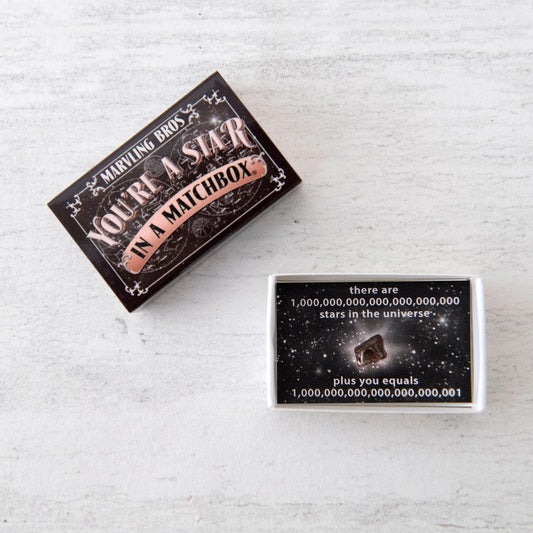 MARVLING BROS
YOU'RE A STAR
IN A MATCHBOX®
there are
1,000,000,000,000,000,000,000
stars in the universe
plus you equals
1,000,000,000,000,000,000,001